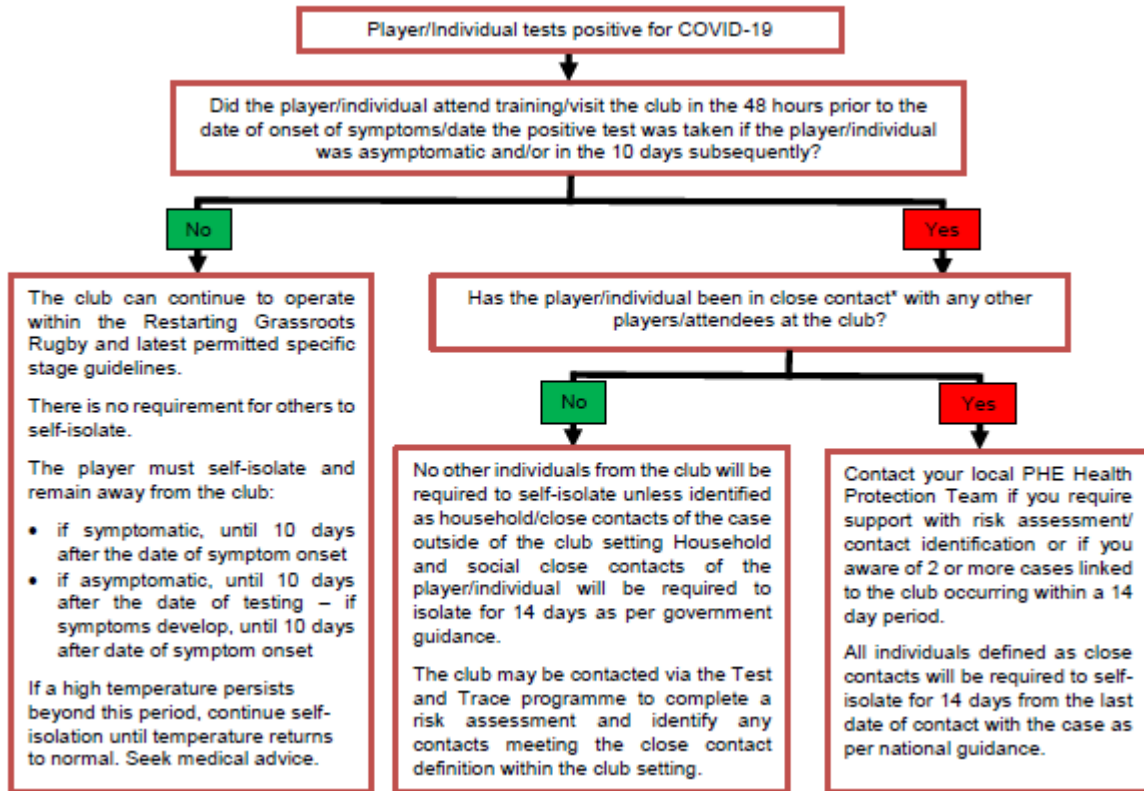 Player/Individual tests positive for COVID-19
Did the player/individual attend training/visit the club in the 48 hours prior to the
date of onset of symptoms/date the positive test was taken if the player/individual
was asymptomatic and/or in the 10 days subsequently?
No
Yes
The club can continue to operate
within the Restarting Grassroots
Rugby and latest permitted specific
stage guidelines.
There is no requirement for others to
self-isolate.
The player must self-isolate and
remain away from the club:
• if symptomatic, until 10 days
after the date of symptom onset
• if asymptomatic, until 10 days
after the date of testing – if
symptoms develop, until 10 days
after date of symptom onset
If a high temperature persists
beyond this period, continue self-
isolation until temperature returns
to normal. Seek medical advice.
Has the player/individual been in close contact* with any other
players/attendees at the club?
No
Yes
No other individuals from the club will be
required to self-isolate unless identified
as household/close contacts of the case
outside of the club setting Household
and social close contacts of the
player/individual will be required to
isolate for 14 days as per government
guidance.
The club may be contacted via the Test
and Trace programme to complete a
risk assessment and identify any
contacts meeting the close contact
definition within the club setting.
Contact your local PHE Health
Protection Team if you require
support with risk assessment/
contact identification or if you
aware of 2 or more cases linked
to the club occurring within a 14
day period.
All individuals defined as close
contacts will be required to self-
isolate for 14 days from the last
date of contact with the case as
per national guidance.